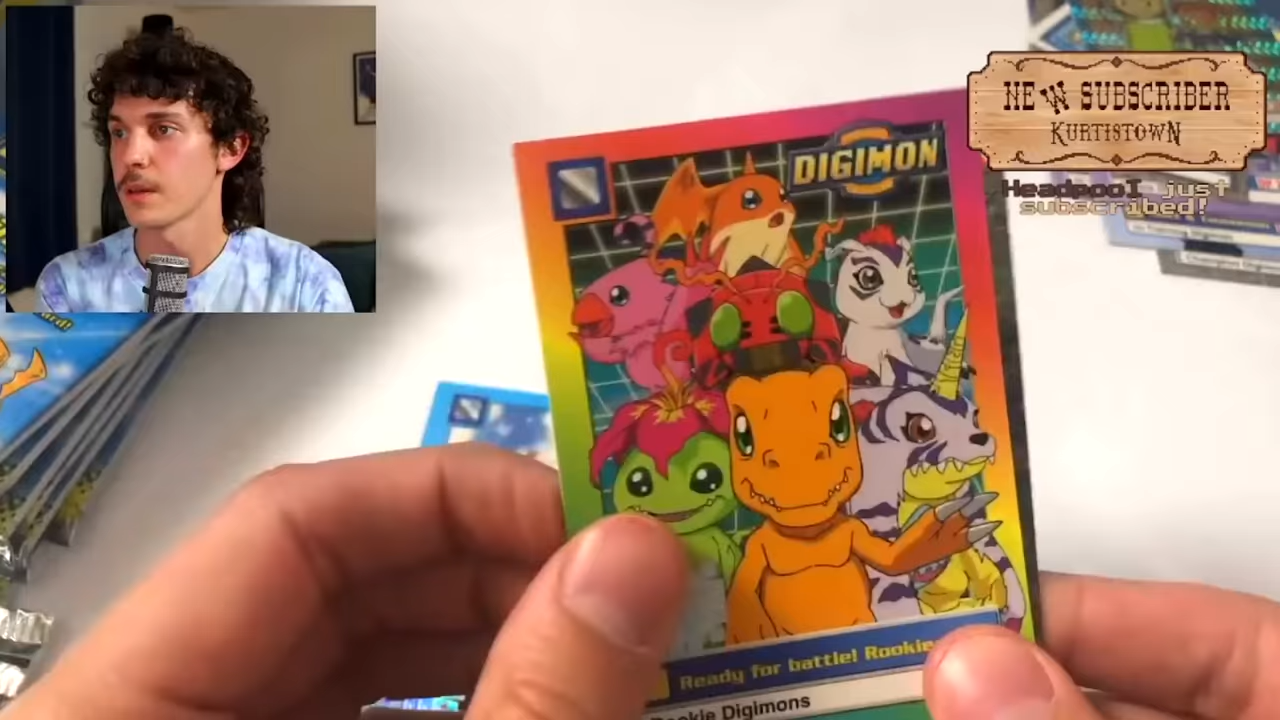 NEW SUBSCRIBER
KURTISTOWN
Headpool just
subscribed!
DIGIMON
Ready for battle! Rookie
Rookie Digimons